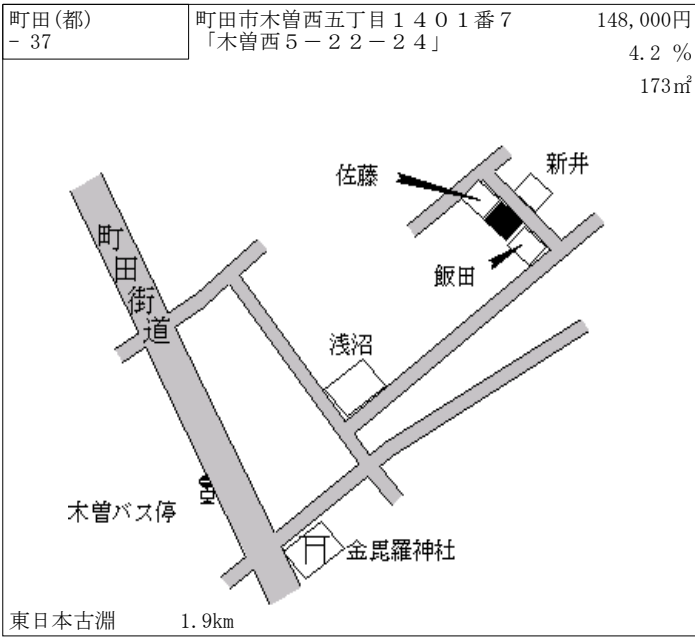 町田(都)
- 37
町田市木曽西五丁目１４０１番７
「木曽西５－２２－２４」
148,000円
4.2 %
173㎡
佐藤
新井
飯田
町田街道
浅沼
木曽バス停
金毘羅神社
東日本古淵 1.9km